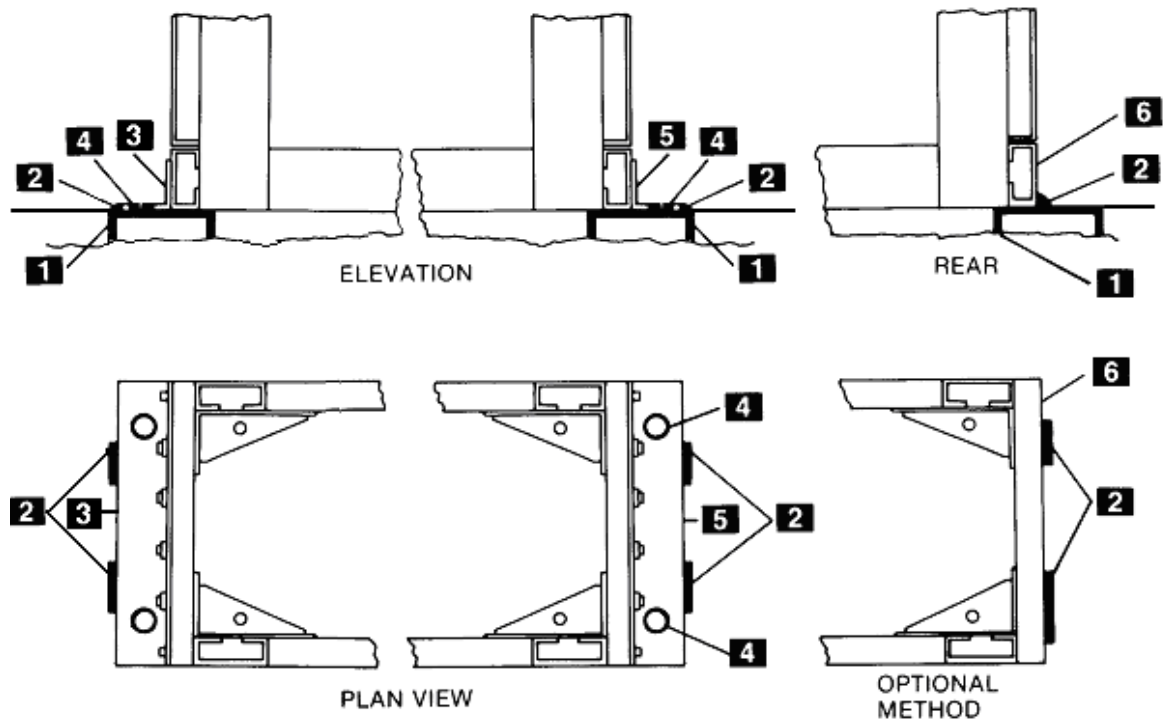 4 3 5 4 6
2 2 2
1 1 1
ELEVATION REAR
4 6
2 3 5 2 2
4
PLAN VIEW OPTIONAL
METHOD